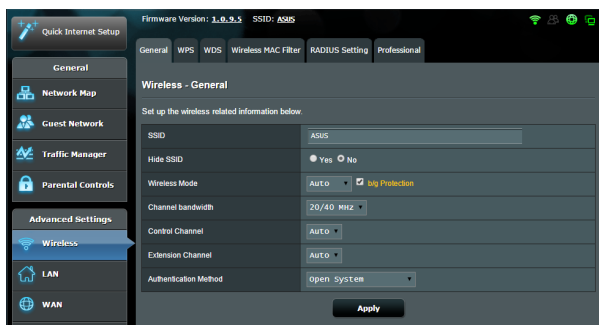 Quick Internet Setup
General
Network Map
Guest Network
Traffic Manager
Parental Controls
Advanced Settings
Wireless
LAN
WAN
Firmware Version: 1.0.9.5 SSID: ASUS
General WPS WDS Wireless MAC Filter RADIUS Setting Professional
Wireless - General
Set up the wireless related information below.
SSID ASUS
Hide SSID Yes No
Wireless Mode Auto b/g Protection
Channel bandwidth 20/40 MHz
Control Channel Auto
Extension Channel Auto
Authentication Method Open System
Apply